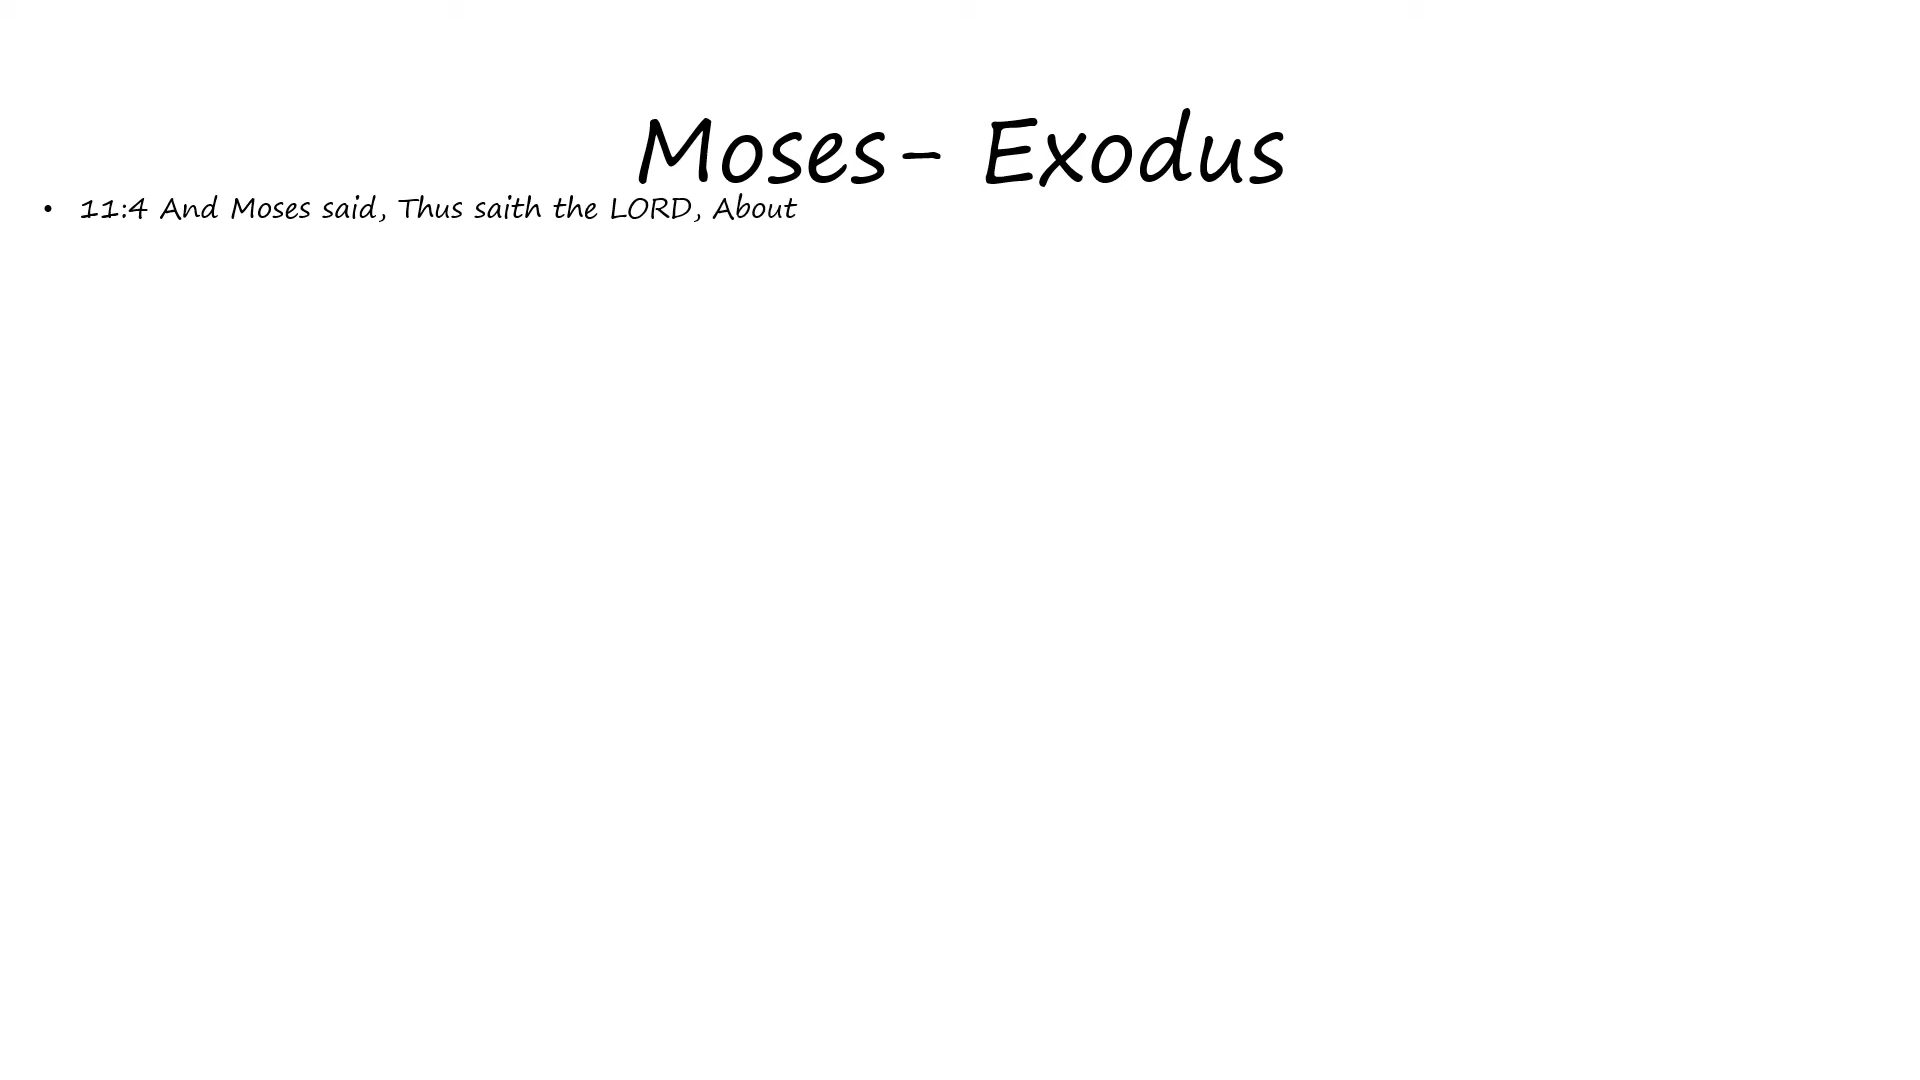 Moses- Exodus
• 11:4 And Moses said, Thus saith the LORD, About